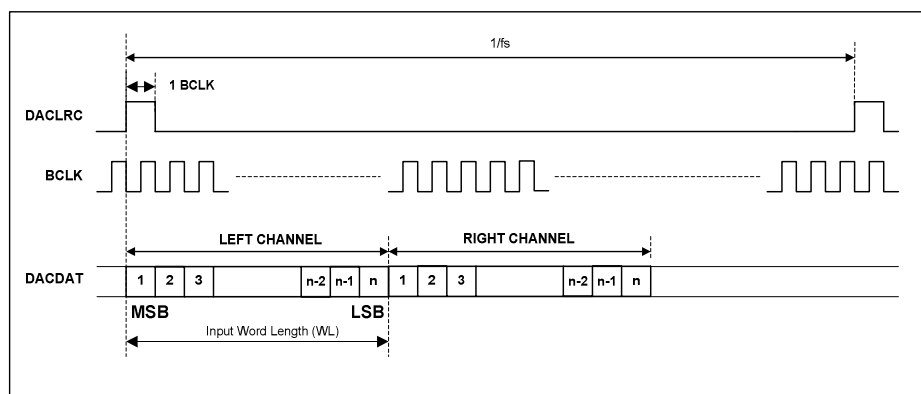 1/fs
1 BCLK
DACLRC
BCLK
LEFT CHANNEL RIGHT CHANNEL
DACDAT 1 2 3 n-2 n-1 n 1 2 3 n-2 n-1 n
MSB LSB
Input Word Length (WL)